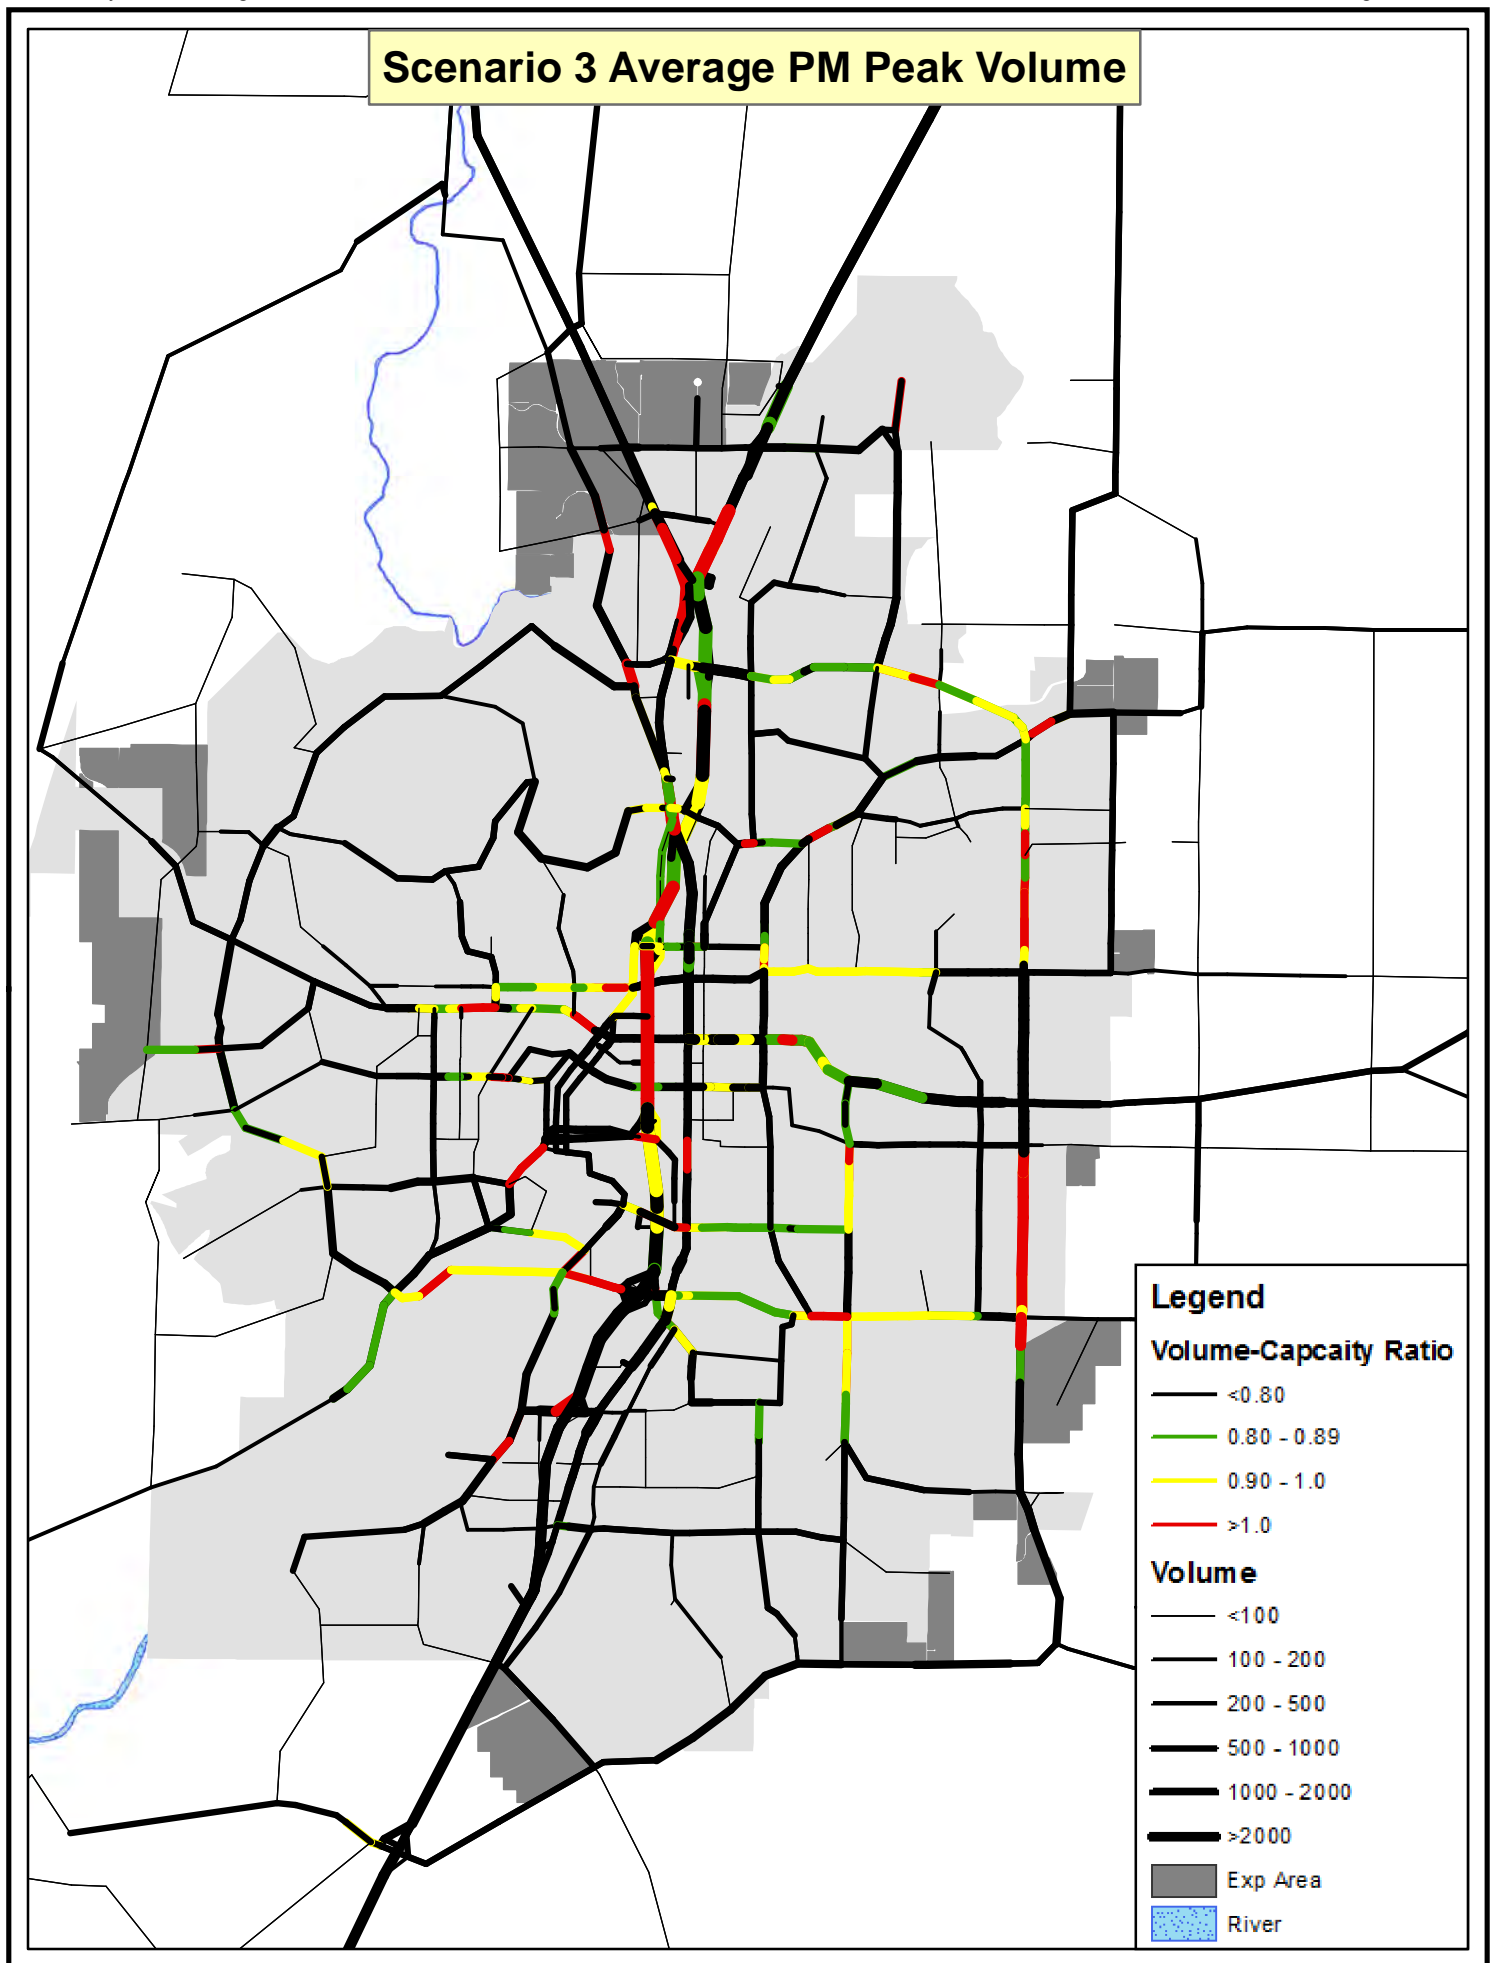 Scenario 3 Average PM Peak Volume
Legend
Volume-Capcaity Ratio
<0.80
0.80 - 0.89
0.90 - 1.0
>1.0
Volume
<100
100 - 200
200 - 500
500 - 1000
1000 - 2000
>2000
Exp Area
River